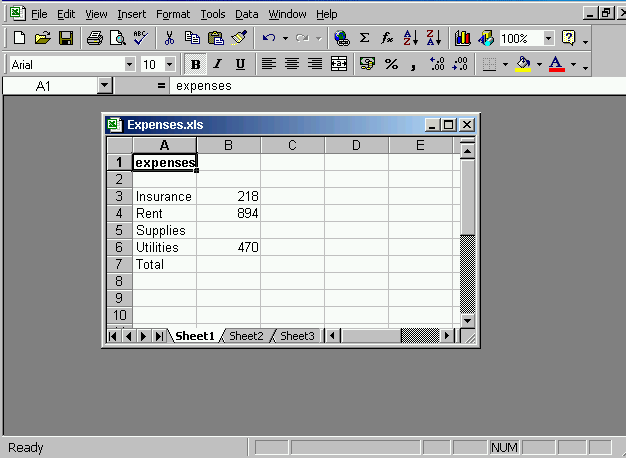 File Edit View Insert Format Tools Data Window Help
ABC Σ fx A Z Z A 100% ?
Arial 10 B I U % ,
A1 = expenses
Expenses.xls
A B C D E
1 expenses
2
3 Insurance 218
4 Rent 894
5 Supplies
6 Utilities 470
7 Total
8
9
10
Sheet1 Sheet2 Sheet3
Ready NUM